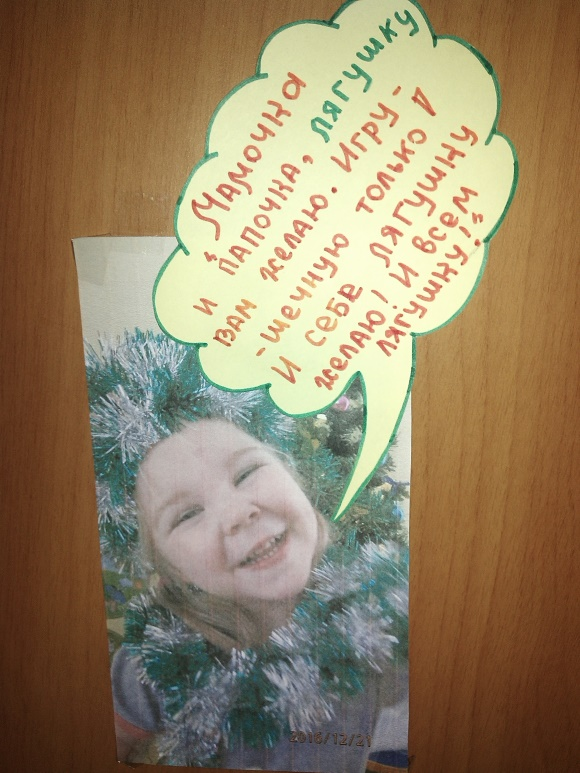 "Мамочка
и папочка, лягушку
вам желаю. Игру-
-шечную только D
И себе лягушку
желаю! И всем
лягушку!"
2016/12/21